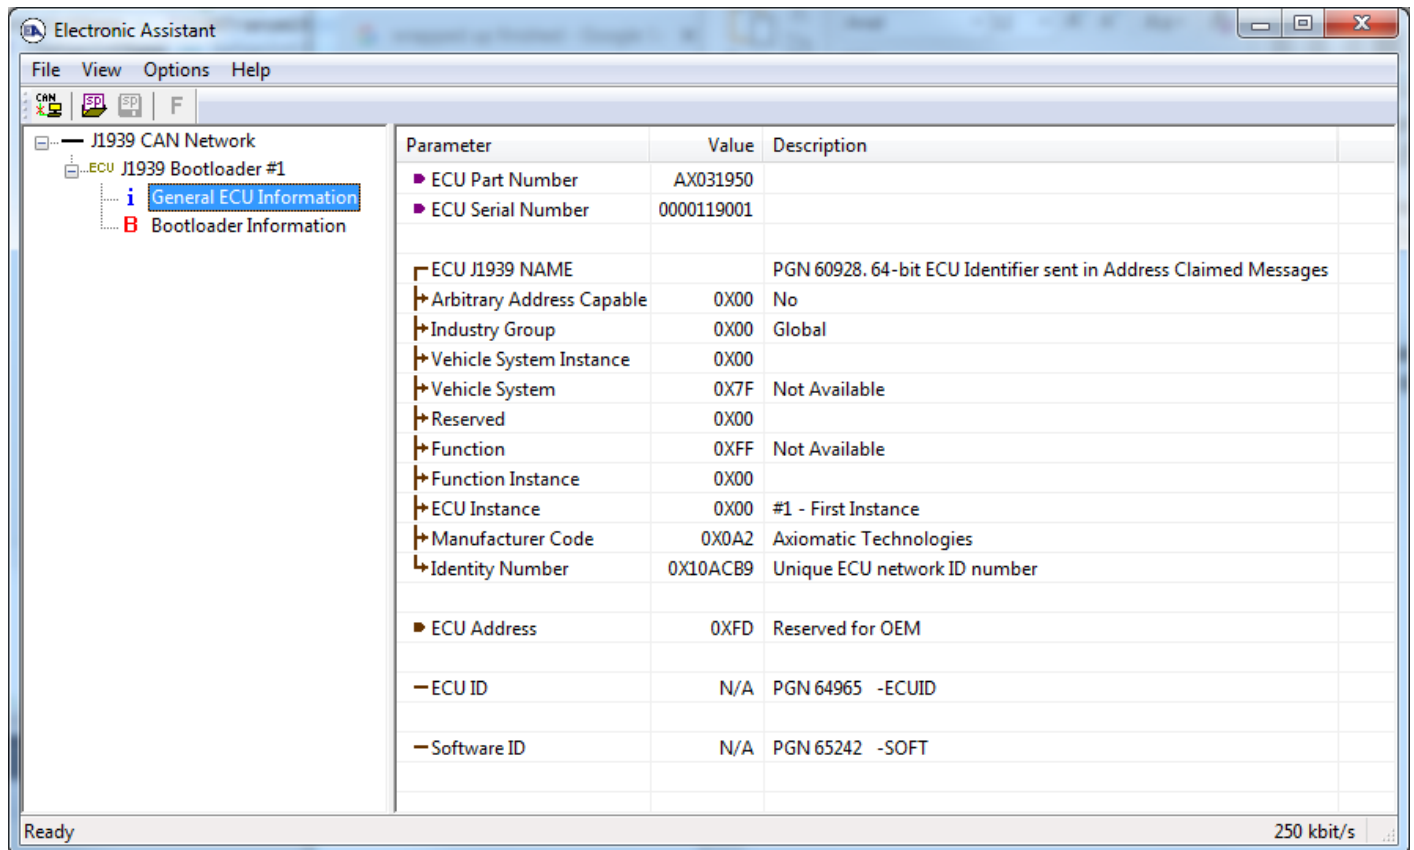 Electronic Assistant
File View Options Help
CAN SP SP F
J1939 CAN Network
ECU J1939 Bootloader #1
i General ECU Information
B Bootloader Information
Parameter Value Description
ECU Part Number AX031950
ECU Serial Number 0000119001
ECU J1939 NAME PGN 60928. 64-bit ECU Identifier sent in Address Claimed Messages
Arbitrary Address Capable 0X00 No
Industry Group 0X00 Global
Vehicle System Instance 0X00
Vehicle System 0X7F Not Available
Reserved 0X00
Function 0XFF Not Available
Function Instance 0X00
ECU Instance 0X00 #1 - First Instance
Manufacturer Code 0X0A2 Axiomatic Technologies
Identity Number 0X10ACB9 Unique ECU network ID number
ECU Address 0XFD Reserved for OEM
ECU ID N/A PGN 64965 -ECUID
Software ID N/A PGN 65242 -SOFT
Ready 250 kbit/s